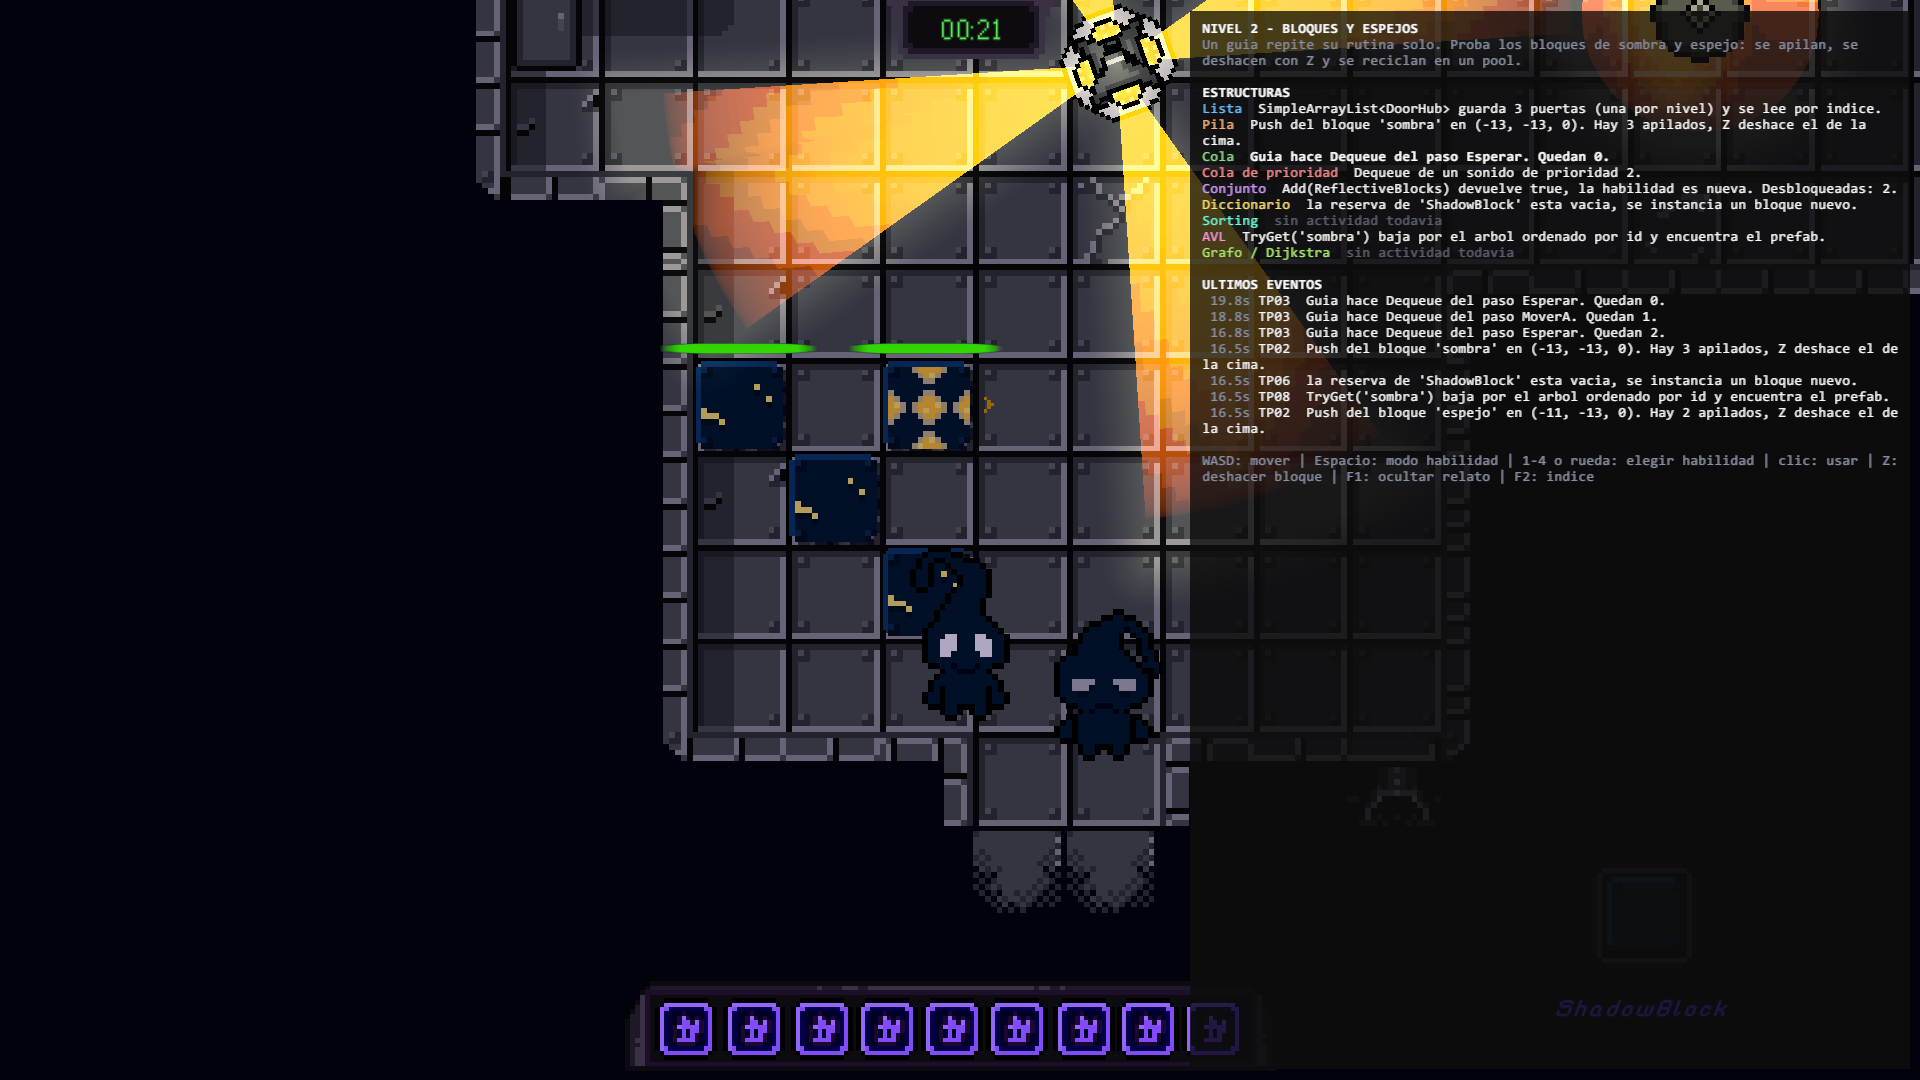 00:21
NIVEL 2 - BLOQUES Y ESPEJOS
Un guia repite su rutina solo. Proba los bloques de sombra y espejo: se apilan, se
deshacen con Z y se reciclan en un pool.
ESTRUCTURAS
Lista SimpleArrayList<DoorHub> guarda 3 puertas (una por nivel) y se lee por indice.
Pila Push del bloque 'sombra' en (-13, -13, 0). Hay 3 apilados, Z deshace el de la
cima.
Cola Guia hace Dequeue del paso Esperar. Quedan 0.
Cola de prioridad Dequeue de un sonido de prioridad 2.
Conjunto Add(ReflectiveBlocks) devuelve true, la habilidad es nueva. Desbloqueadas: 2.
Diccionario la reserva de 'ShadowBlock' esta vacia, se instancia un bloque nuevo.
Sorting sin actividad todavia
AVL TryGet('sombra') baja por el arbol ordenado por id y encuentra el prefab.
Grafo / Dijkstra sin actividad todavia
ULTIMOS EVENTOS
19.8s TP03 Guia hace Dequeue del paso Esperar. Quedan 0.
18.8s TP03 Guia hace Dequeue del paso MoverA. Quedan 1.
16.8s TP03 Guia hace Dequeue del paso Esperar. Quedan 2.
16.5s TP02 Push del bloque 'sombra' en (-13, -13, 0). Hay 3 apilados, Z deshace el de
la cima.
16.5s TP06 la reserva de 'ShadowBlock' esta vacia, se instancia un bloque nuevo.
16.5s TP08 TryGet('sombra') baja por el arbol ordenado por id y encuentra el prefab.
16.5s TP02 Push del bloque 'espejo' en (-11, -13, 0). Hay 2 apilados, Z deshace el de
la cima.
WASD: mover | Espacio: modo habilidad | 1-4 o rueda: elegir habilidad | clic: usar | Z:
deshacer bloque | F1: ocultar relato | F2: indice
ShadowBlock